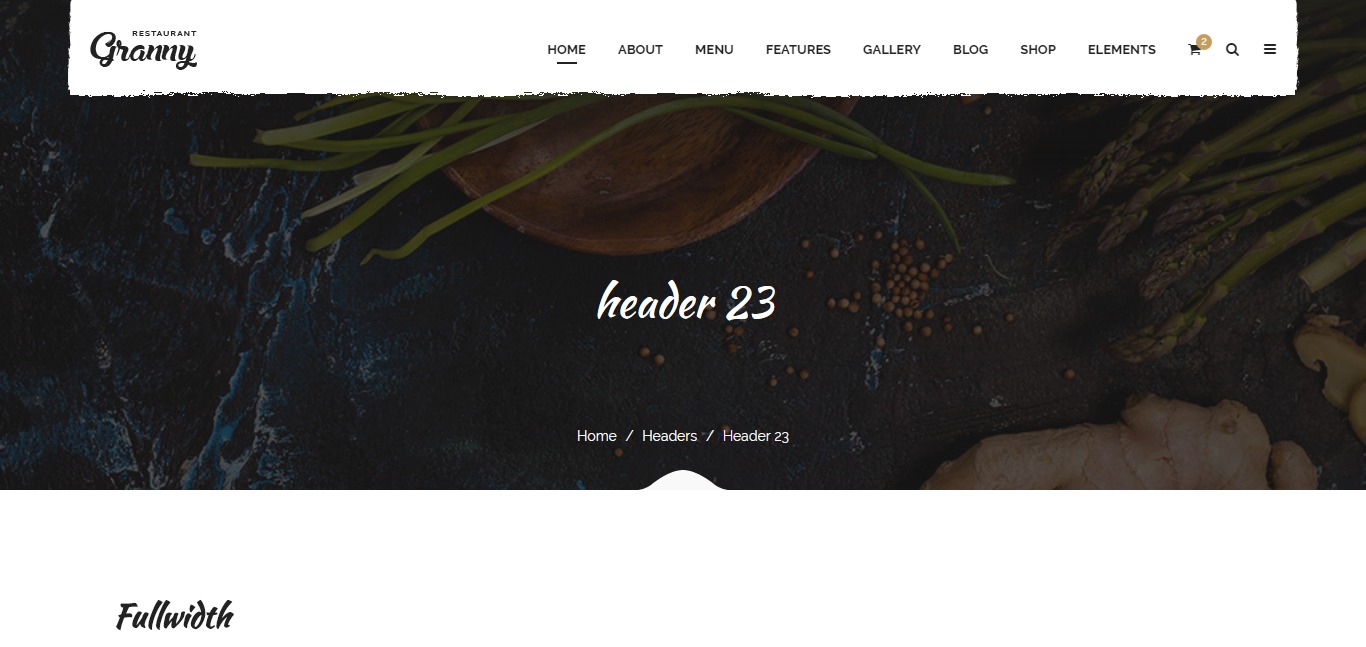 RESTAURANT
Granny
HOME ABOUT MENU FEATURES GALLERY BLOG SHOP ELEMENTS 2
header 23
Home / Headers / Header 23
Fullwidth